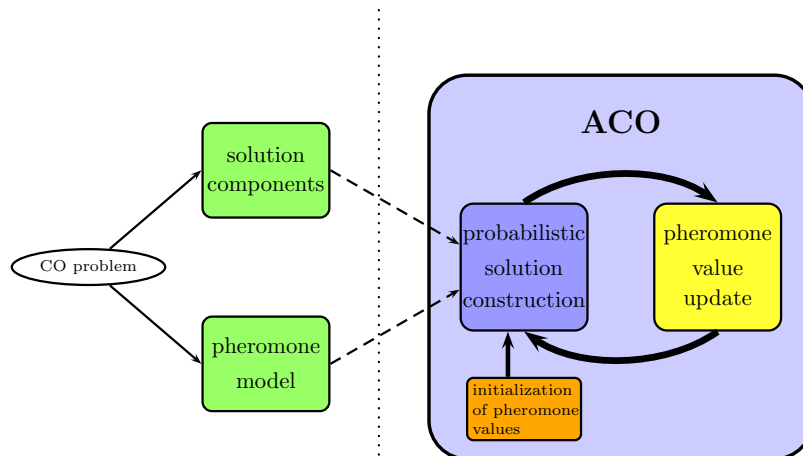 CO problem
solution
components
pheromone
model
ACO
probabilistic
solution
construction
pheromone
value
update
initialization
of pheromone
values